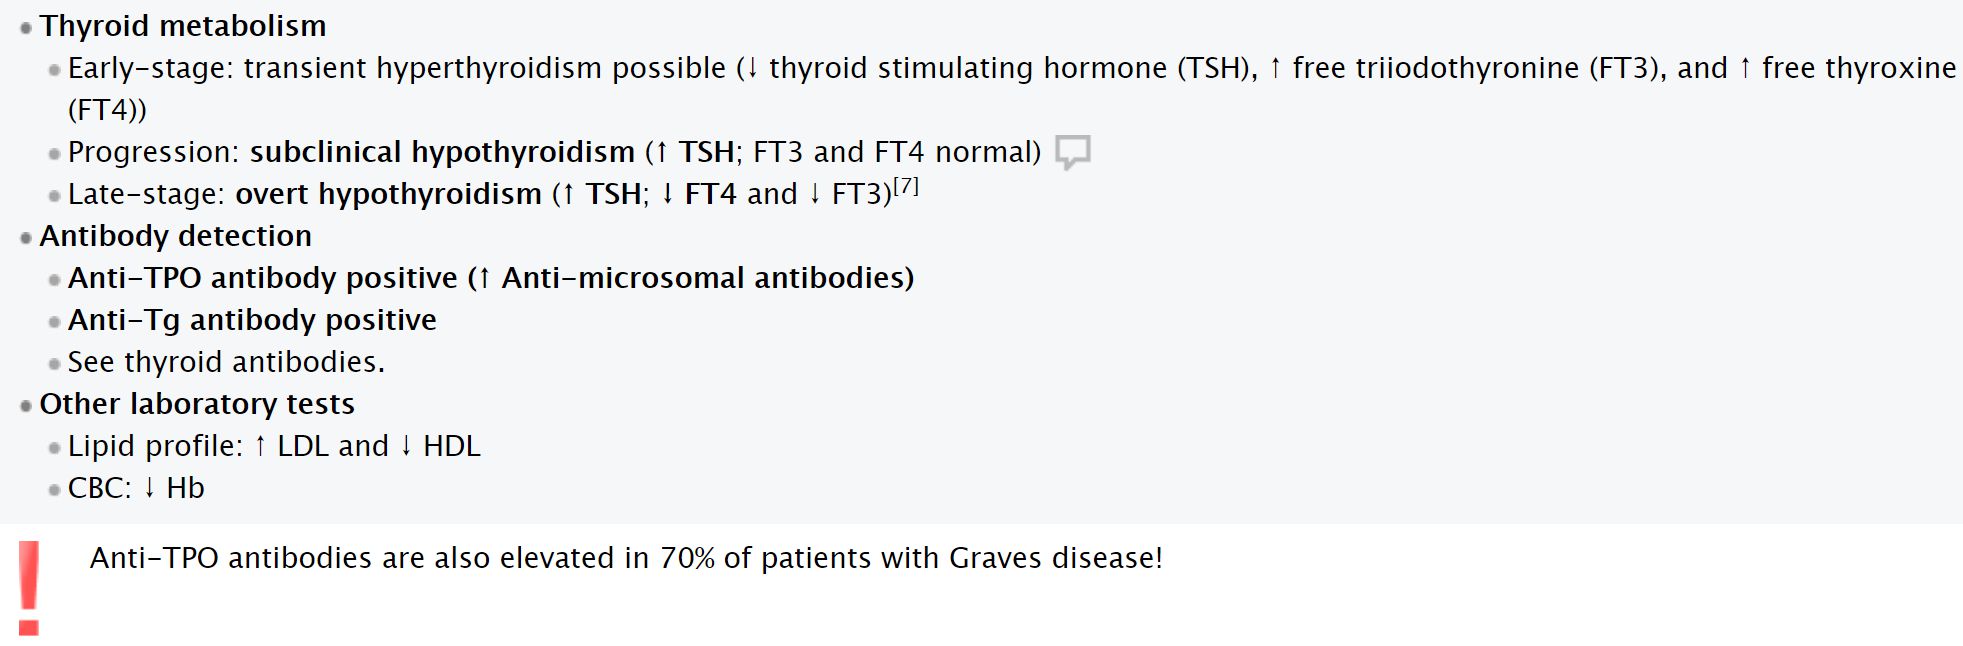 Thyroid metabolism
Early-stage: transient hyperthyroidism possible (↓ thyroid stimulating hormone (TSH), ↑ free triiodothyronine (FT3), and ↑ free thyroxine
(FT4))
Progression: subclinical hypothyroidism (↑ TSH; FT3 and FT4 normal)
Late-stage: overt hypothyroidism (↑ TSH; ↓ FT4 and ↓ FT3)[7]
Antibody detection
Anti-TPO antibody positive (↑ Anti-microsomal antibodies)
Anti-Tg antibody positive
See thyroid antibodies.
Other laboratory tests
Lipid profile: ↑ LDL and ↓ HDL
CBC: ↓ Hb
Anti-TPO antibodies are also elevated in 70% of patients with Graves disease!